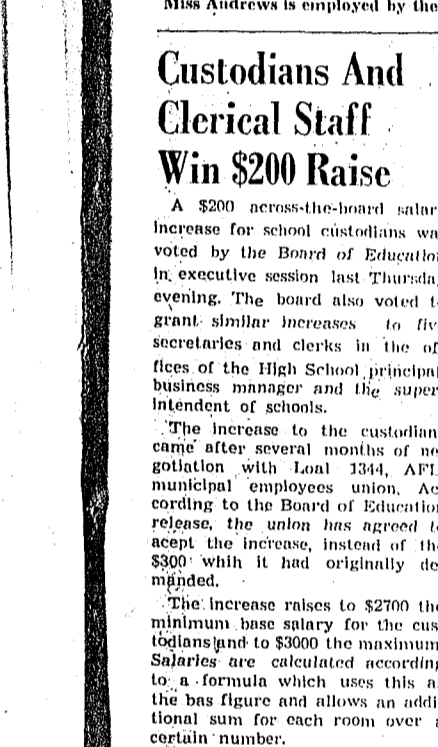 Miss Andrews is employed by the
Custodians And
Clerical Staff
Win $200 Raise
A $200 across-the-board salar
increase for school custodians wa
voted by the Board of Educatio
in executive session last Thursda
evening. The board also voted t
grant similar increases to fiv
secretaries and clerks in the of
fices of the High School principal
business manager and the super
intendent of schools.
The increase to the custodian
came after several months of ne
gotiation with Loal 1344, AFL
municipal employees union. Ac
cording to the Board of Education
release, the union has agreed t
acept the increase, instead of th
$300 whih it had originally de
manded.
The increase raises to $2700 the
minimum base salary for the cus
todians and to $3000 the maximum
Salaries are calculated according
to a formula which uses this a
the bas figure and allows an addi
tional sum for each room over a
certain number.